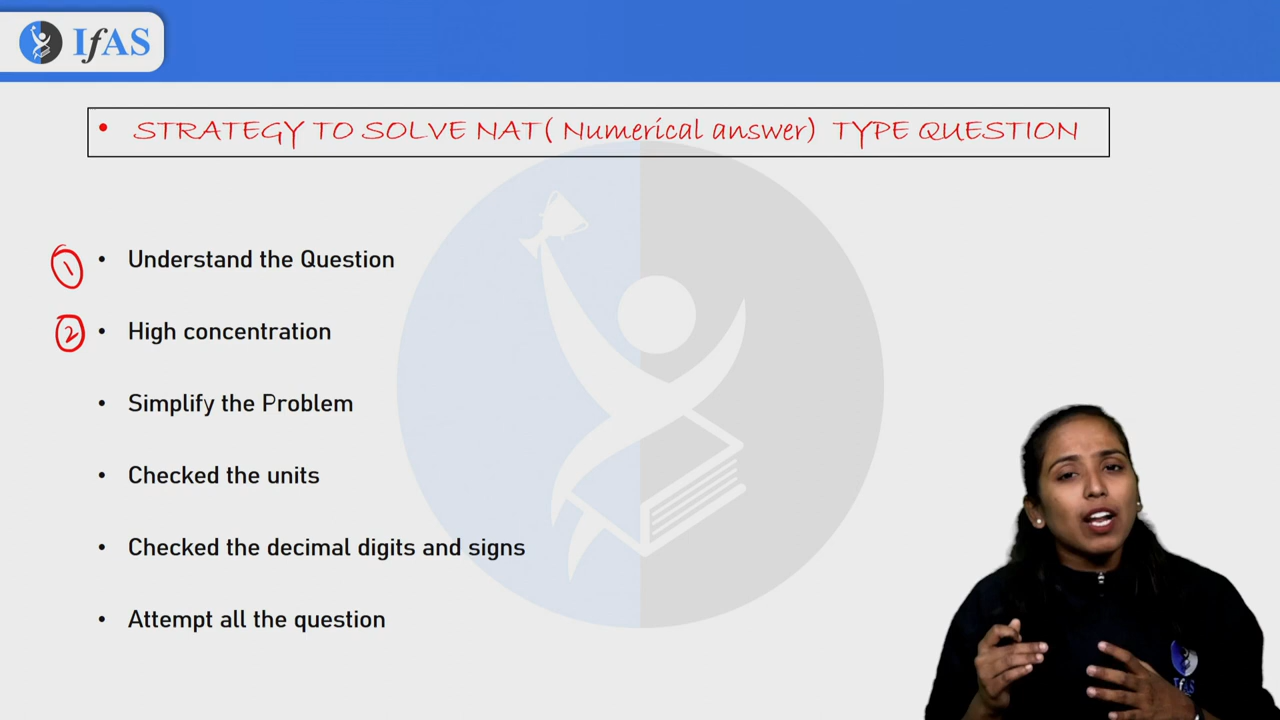 IfAS
• STRATEGY TO SOLVE NAT( Numerical answer) TYPE QUESTION
1 • Understand the Question
2 • High concentration
• Simplify the Problem
• Checked the units
• Checked the decimal digits and signs
• Attempt all the question
IfAS